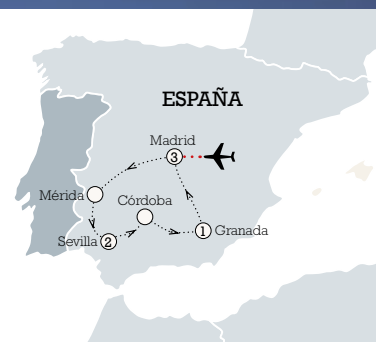 ESPAÑA
Madrid
3
Mérida
Córdoba
Sevilla 2
1 Granada